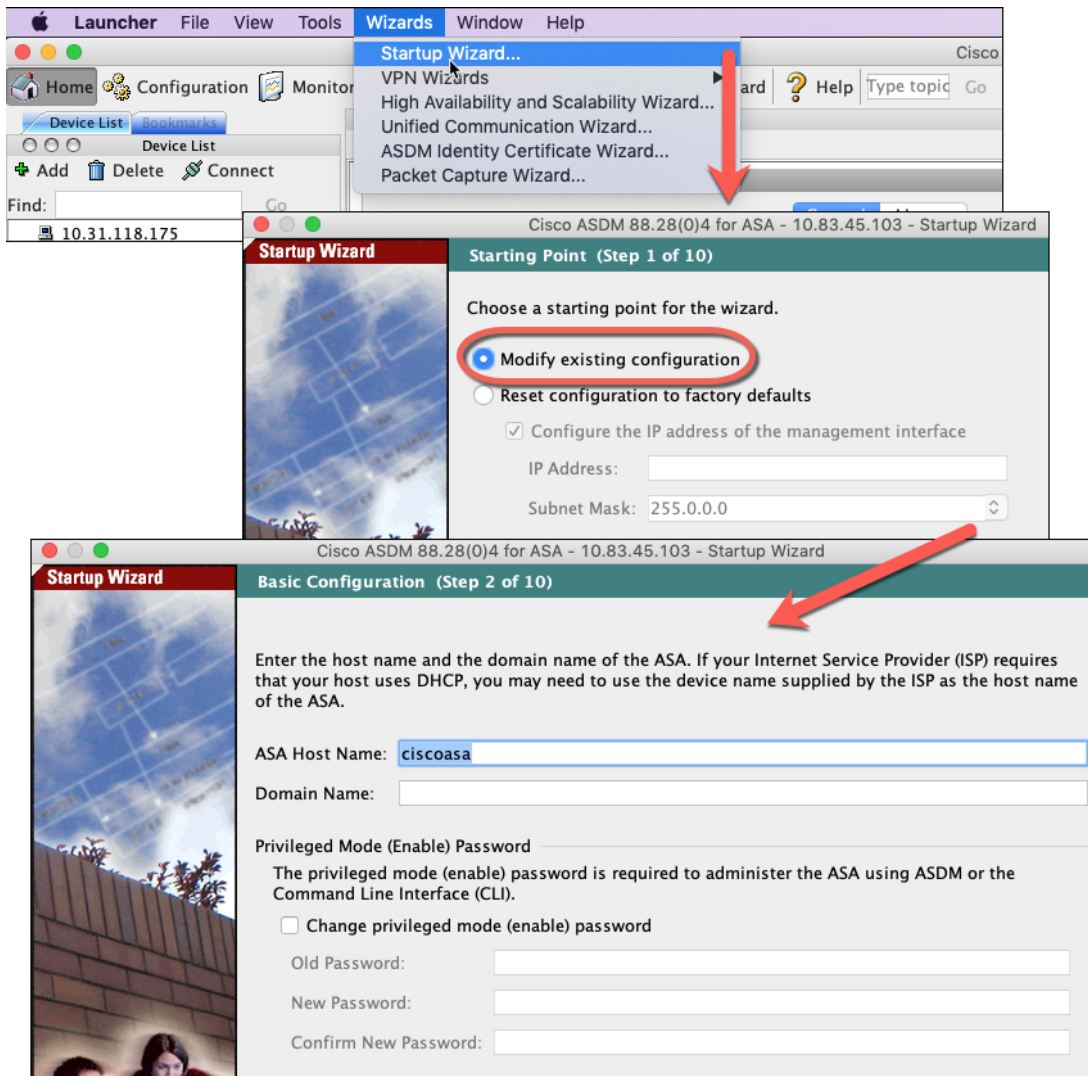 Launcher File View Tools Wizards Window Help
Startup Wizard...
VPN Wizards
High Availability and Scalability Wizard...
Unified Communication Wizard...
ASDM Identity Certificate Wizard...
Packet Capture Wizard...
Cisco
Home Configuration Monitor
ard Help Type topic Go
Device List Bookmarks
Device List
Add Delete Connect
Find: Go
10.31.118.175
Cisco ASDM 88.28(0)4 for ASA - 10.83.45.103 - Startup Wizard
Startup Wizard
Starting Point (Step 1 of 10)
Choose a starting point for the wizard.
Modify existing configuration
Reset configuration to factory defaults
Configure the IP address of the management interface
IP Address:
Subnet Mask: 255.0.0.0
Cisco ASDM 88.28(0)4 for ASA - 10.83.45.103 - Startup Wizard
Startup Wizard
Basic Configuration (Step 2 of 10)
Enter the host name and the domain name of the ASA. If your Internet Service Provider (ISP) requires
that your host uses DHCP, you may need to use the device name supplied by the ISP as the host name
of the ASA.
ASA Host Name: ciscoasa
Domain Name:
Privileged Mode (Enable) Password
The privileged mode (enable) password is required to administer the ASA using ASDM or the
Command Line Interface (CLI).
Change privileged mode (enable) password
Old Password:
New Password:
Confirm New Password: